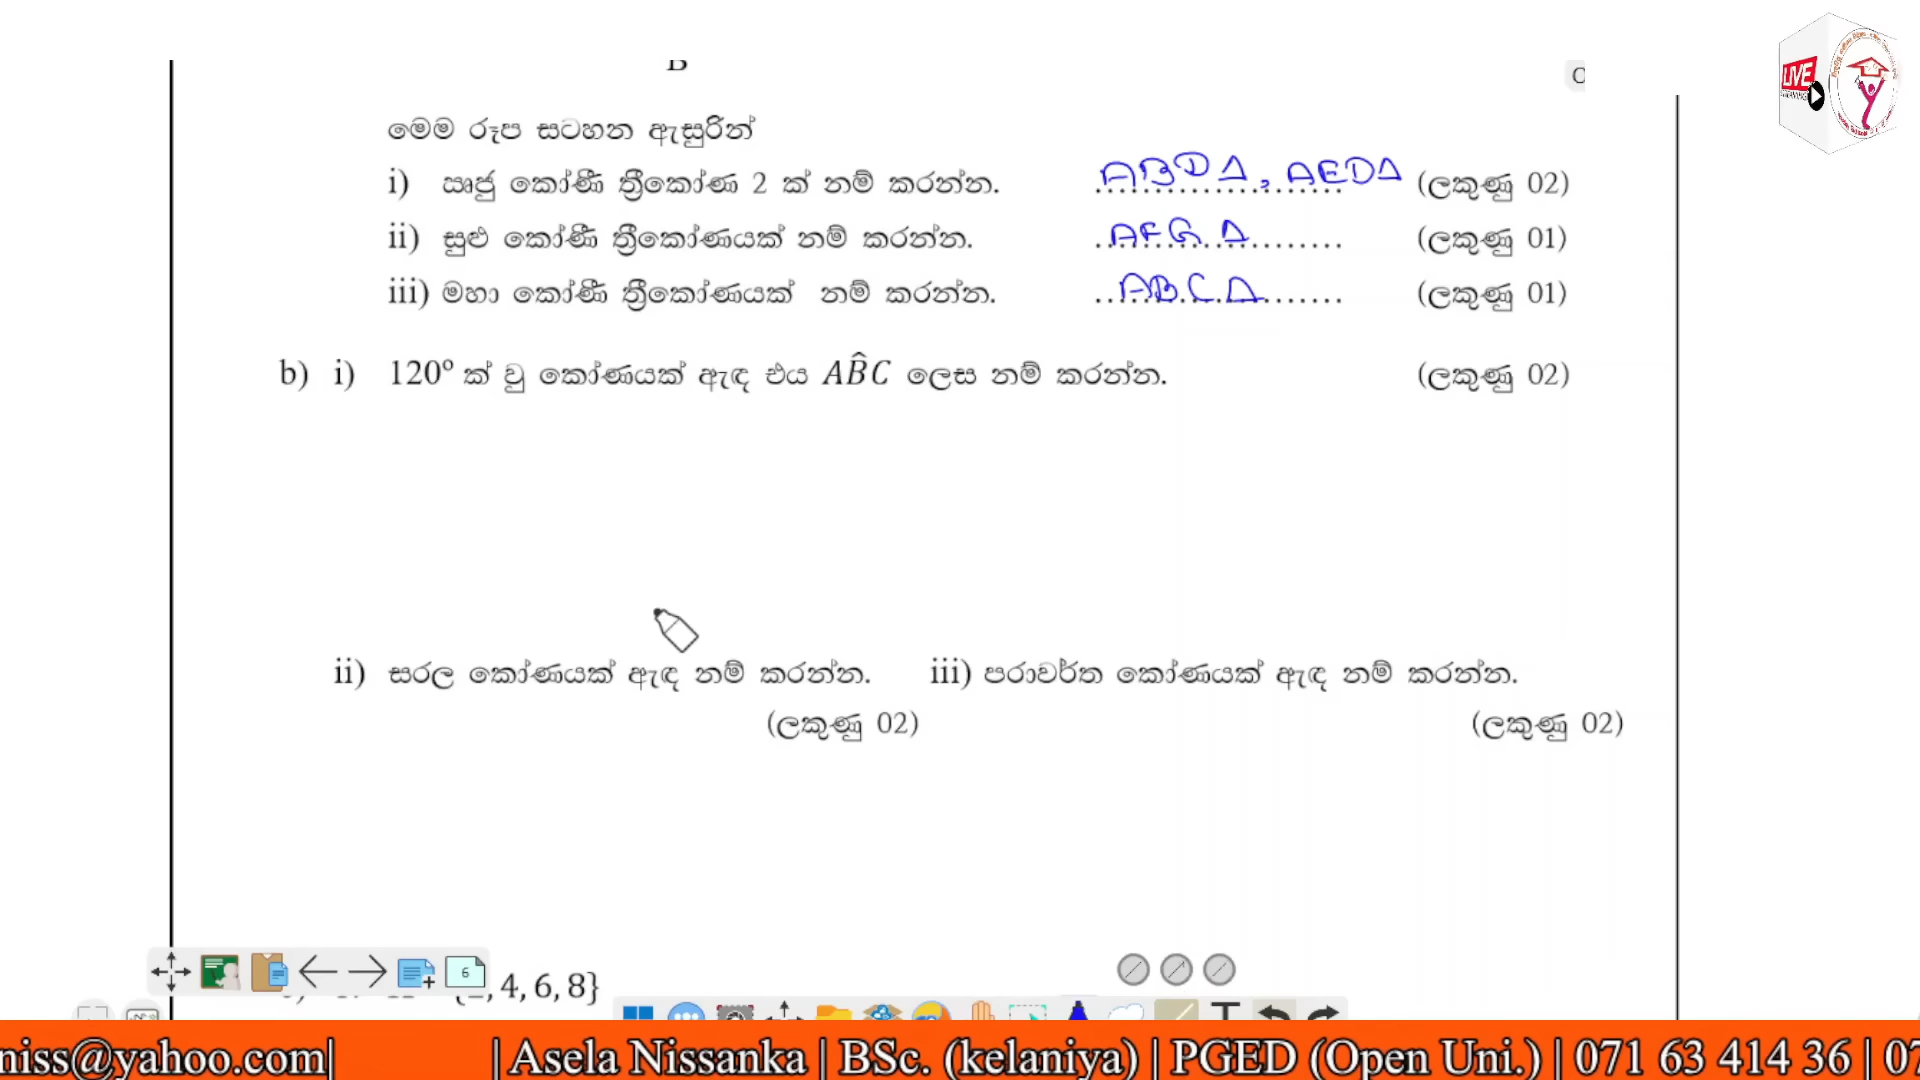 B
මෙම රූප සටහන ඇසුරින්
i) සෘජු කෝණී ත්‍රීකෝණ 2 ක් නම් කරන්න. ABD Δ, AED Δ (ලකුණු 02)
ii) සුළු කෝණී ත්‍රීකෝණයක් නම් කරන්න. AFG Δ (ලකුණු 01)
iii) මහා කෝණී ත්‍රීකෝණයක් නම් කරන්න. ABC Δ (ලකුණු 01)
b) i) 120° ක් වු කෝණයක් ඇඳ එය AB̂C ලෙස නම් කරන්න. (ලකුණු 02)
ii) සරල කෝණයක් ඇඳ නම් කරන්න. iii) පරාවර්ත කෝණයක් ඇඳ නම් කරන්න.
(ලකුණු 02) (ලකුණු 02)
, 4, 6, 8}
6
LIVE
niss@yahoo.com| | Asela Nissanka | BSc. (kelaniya) | PGED (Open Uni.) | 071 63 414 36 | 07